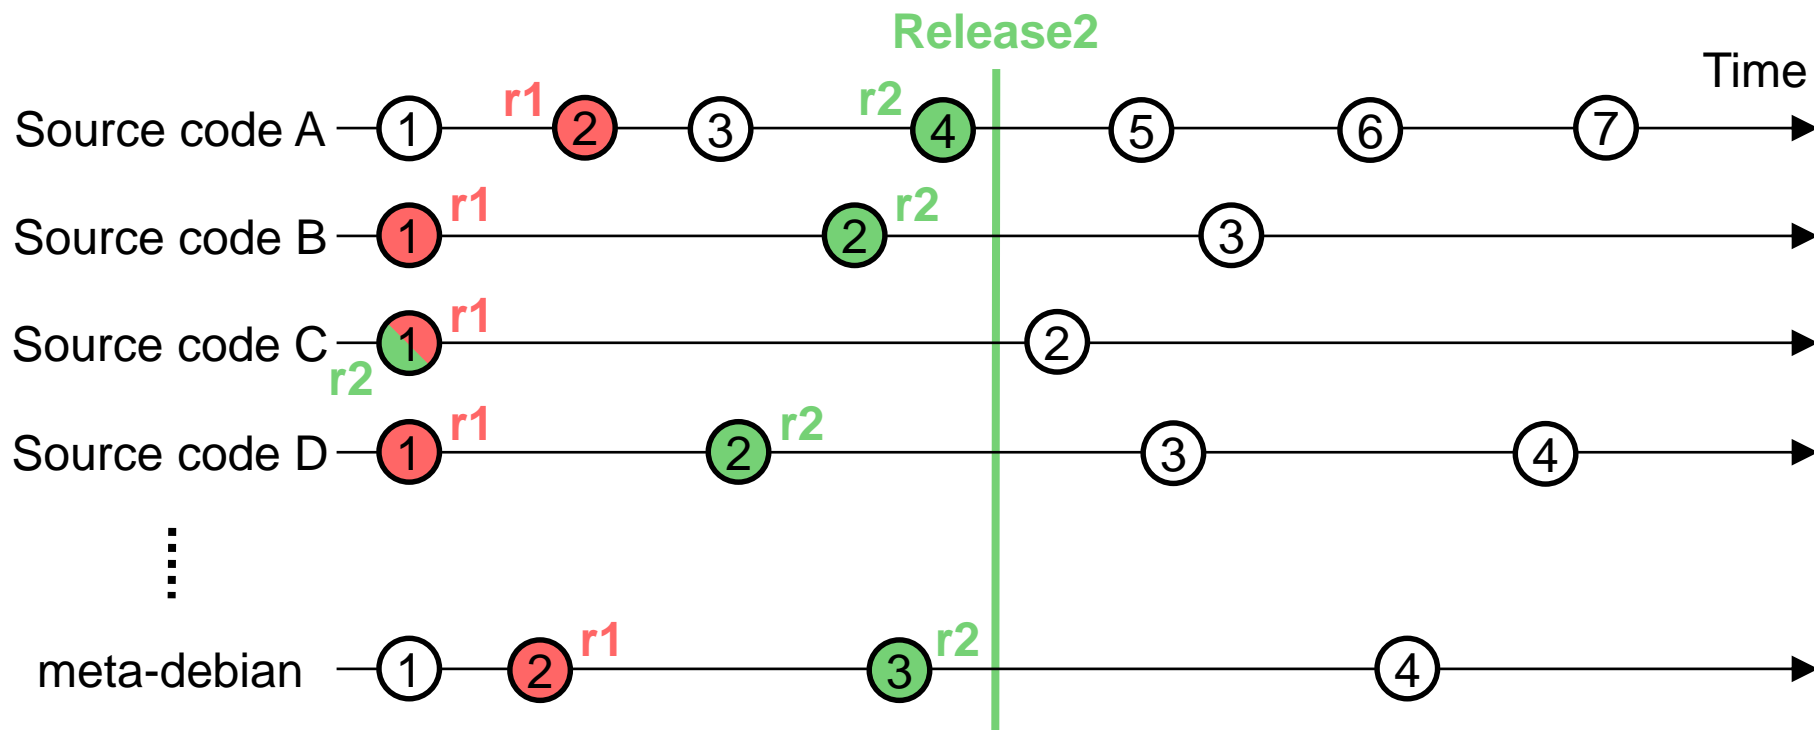 Release2
Time
Source code A 1 r1 2 3 r2 4 5 6 7
Source code B 1 r1 2 r2 3
Source code C 1 r1 r2 2
Source code D 1 r1 2 r2 3 4
meta-debian 1 2 r1 3 r2 4